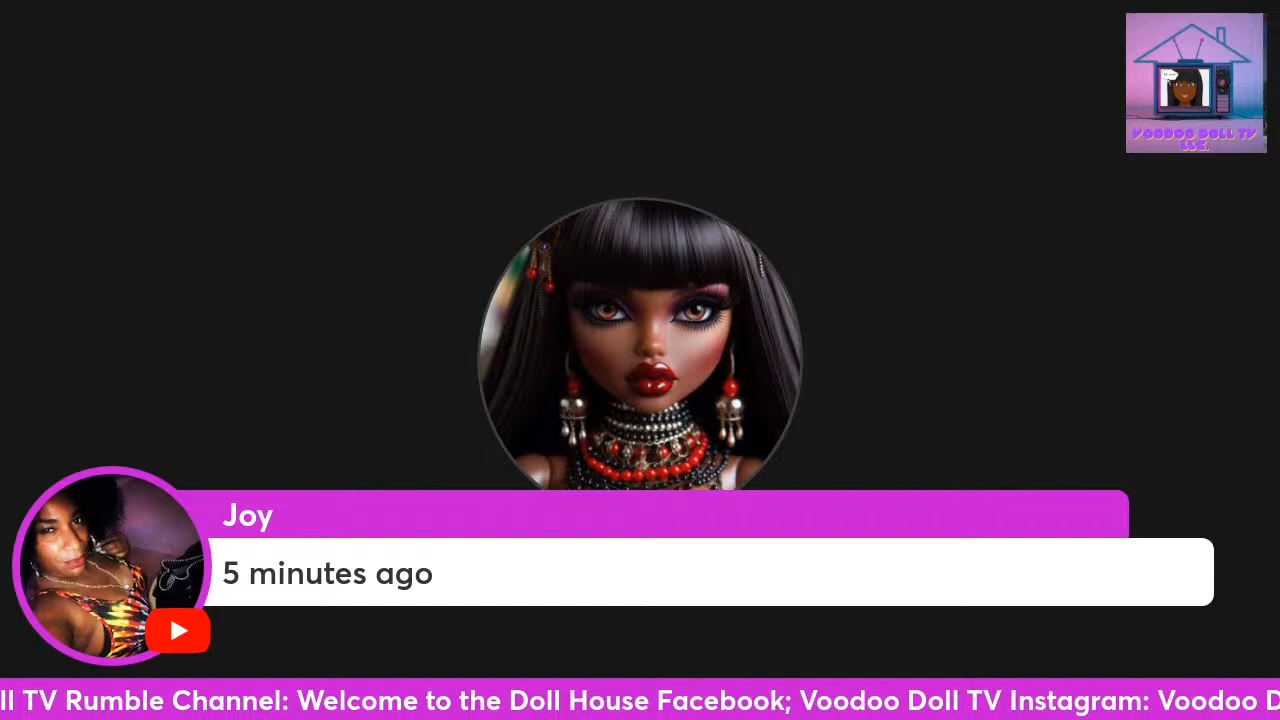 VOODOO DOLL TV
LLC.
Joy
5 minutes ago
ll TV Rumble Channel: Welcome to the Doll House Facebook; Voodoo Doll TV Instagram: Voodoo D